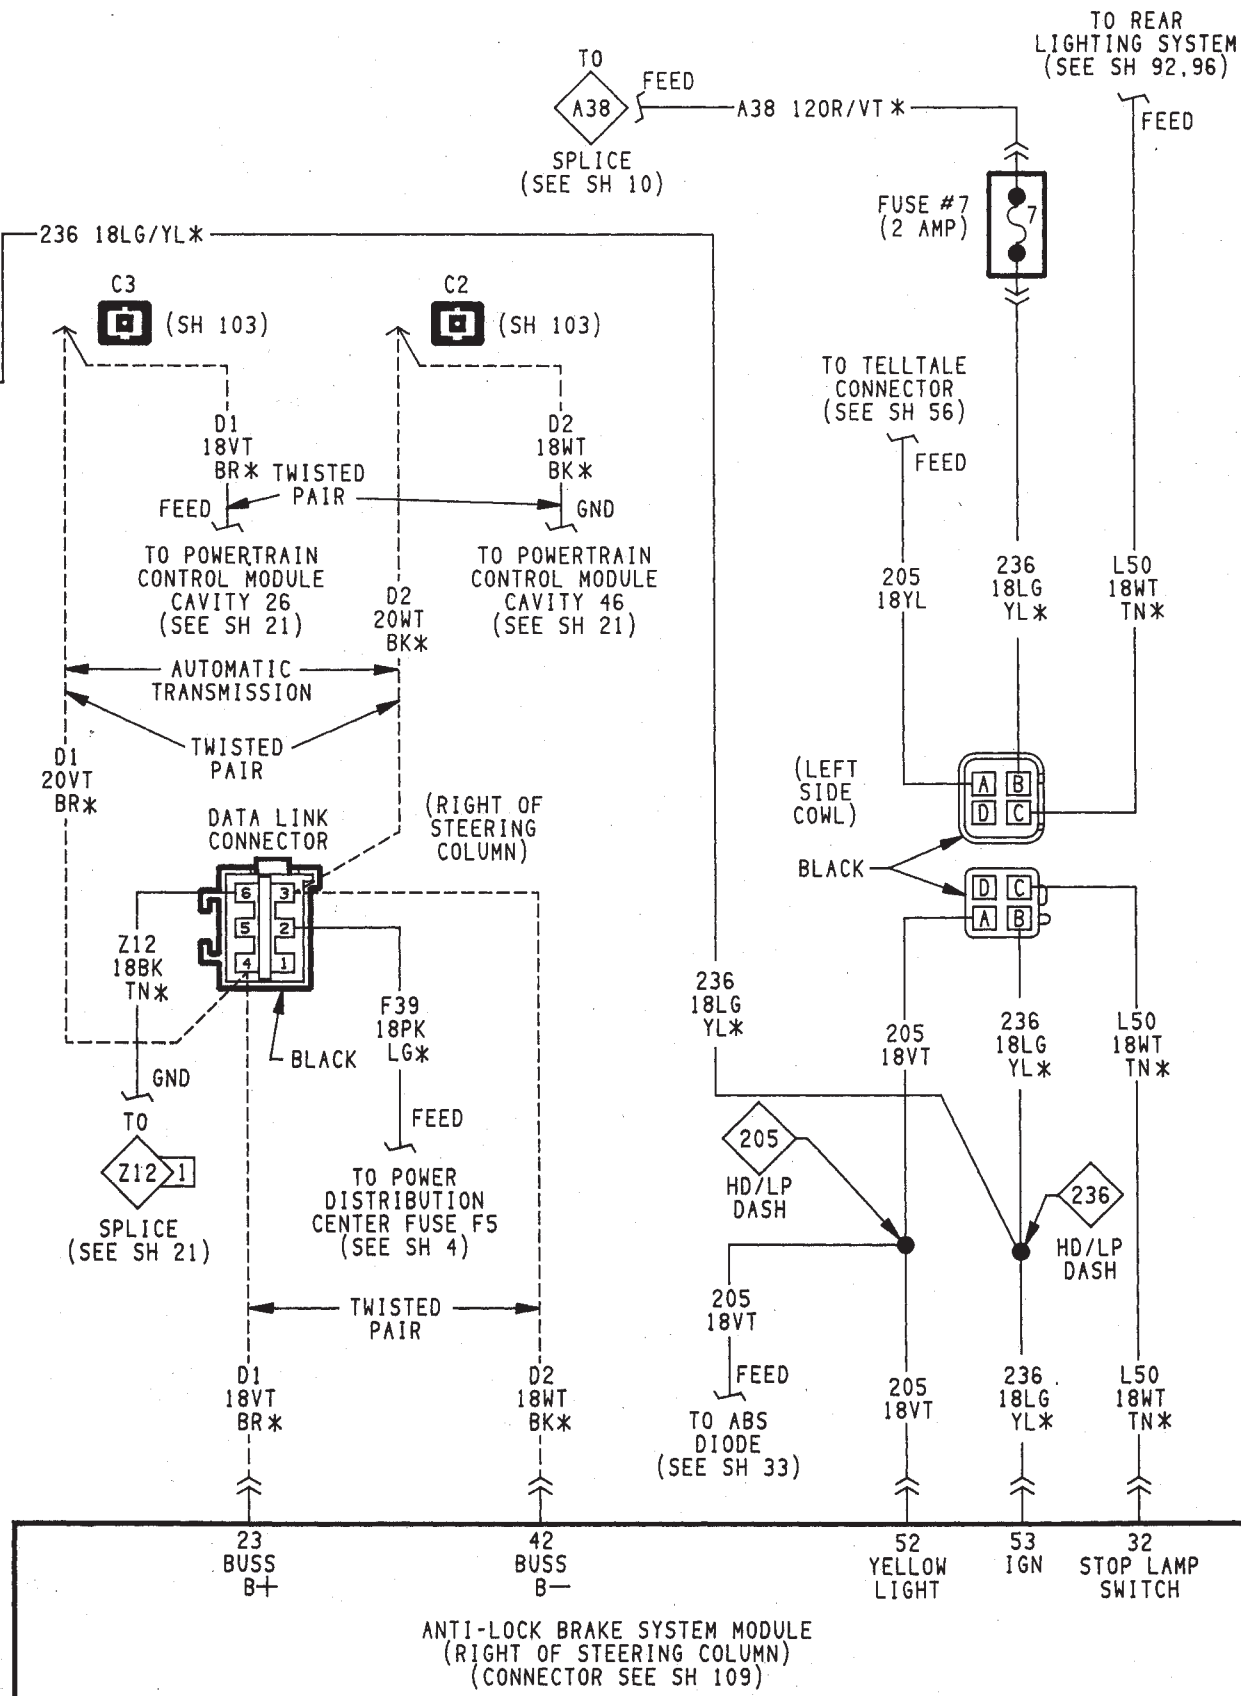 TO REAR
LIGHTING SYSTEM
(SEE SH 92,96)
FEED
TO
A38
FEED
A38 12OR/VT*
SPLICE
(SEE SH 10)
FUSE #7
(2 AMP)
7
236 18LG/YL*
C3
(SH 103)
C2
(SH 103)
TO TELLTALE
CONNECTOR
(SEE SH 56)
FEED
D1
18VT
BR*
D2
18WT
BK*
TWISTED
PAIR
FEED
GND
TO POWERTRAIN
CONTROL MODULE
CAVITY 26
(SEE SH 21)
TO POWERTRAIN
CONTROL MODULE
CAVITY 46
(SEE SH 21)
D2
20WT
BK*
205
18YL
236
18LG
YL*
L50
18WT
TN*
AUTOMATIC
TRANSMISSION
TWISTED
PAIR
D1
20VT
BR*
DATA LINK
CONNECTOR
(RIGHT OF
STEERING
COLUMN)
(LEFT
SIDE
COWL)
A B
D C
BLACK
D C
A B
6 3
5 2
4 1
Z12
18BK
TN*
F39
18PK
LG*
BLACK
GND
FEED
TO
Z12 1
SPLICE
(SEE SH 21)
TO POWER
DISTRIBUTION
CENTER FUSE F5
(SEE SH 4)
236
18LG
YL*
205
18VT
236
18LG
YL*
L50
18WT
TN*
205
HD/LP
DASH
236
HD/LP
DASH
TWISTED
PAIR
205
18VT
FEED
TO ABS
DIODE
(SEE SH 33)
D1
18VT
BR*
D2
18WT
BK*
205
18VT
236
18LG
YL*
L50
18WT
TN*
23
BUSS
B+
42
BUSS
B-
52
YELLOW
LIGHT
53
IGN
32
STOP LAMP
SWITCH
ANTI-LOCK BRAKE SYSTEM MODULE
(RIGHT OF STEERING COLUMN)
(CONNECTOR SEE SH 109)